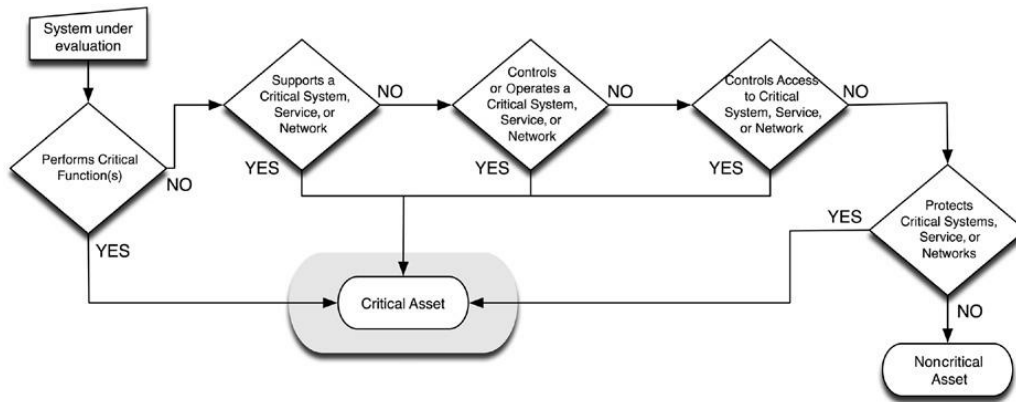 System under
evaluation
Performs Critical
Function(s)
NO
YES
Supports a
Critical System,
Service, or
Network
NO
YES
Controls
or Operates a
Critical System,
Service, or
Network
NO
YES
Controls Access
to Critical
System, Service,
or Network
NO
YES
Protects
Critical Systems,
Service, or
Networks
YES
NO
Critical Asset
Noncritical
Asset